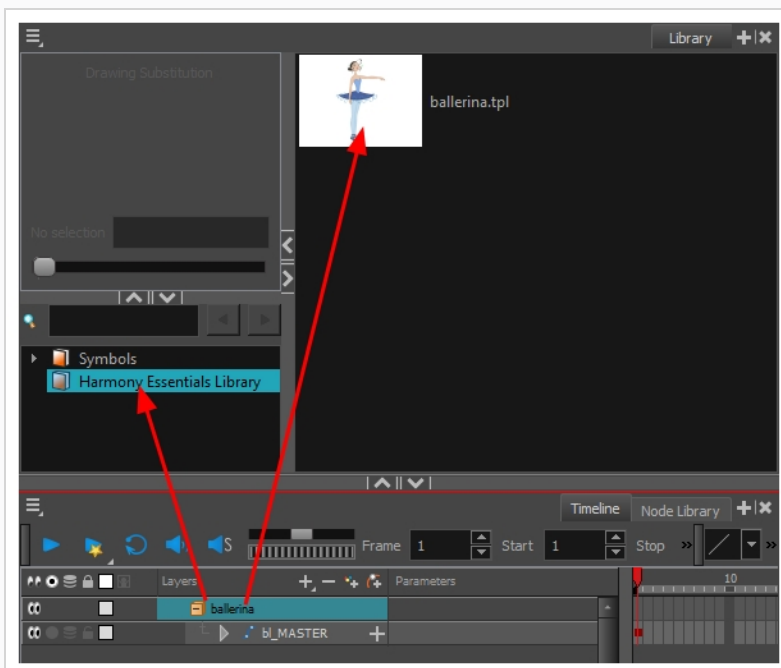 Library
Drawing Substitution
ballerina.tpl
No selection
Symbols
Harmony Essentials Library
Timeline
Node Library
S
Frame 1 Start 1 Stop
Layers Parameters 10
ballerina
bl_MASTER